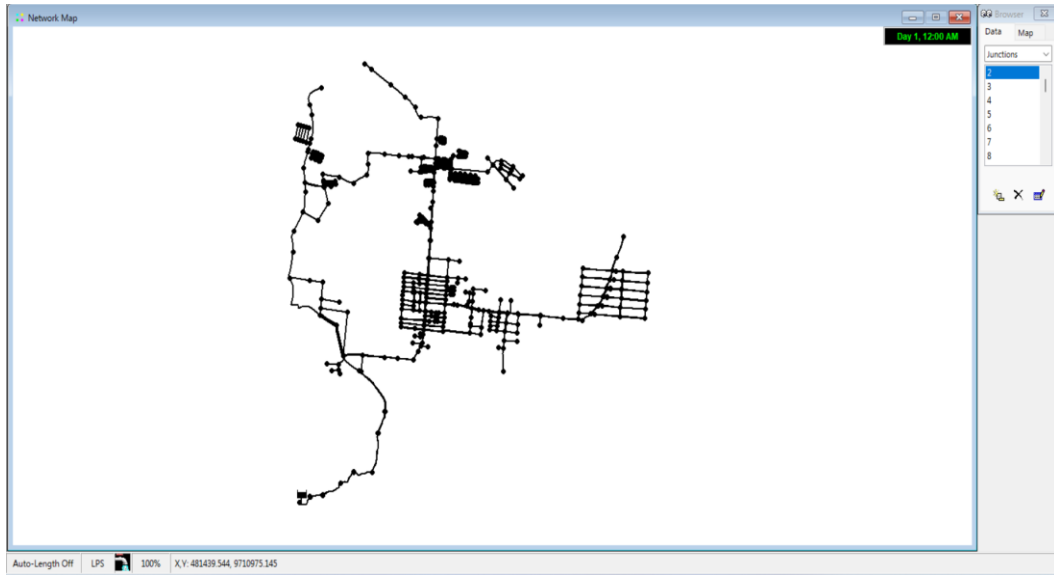 Network Map
Day 1, 12:00 AM
Browser
Data Map
Junctions
2
3
4
5
6
7
8
Auto-Length Off LPS 100% X,Y: 481439.544, 9710975.145